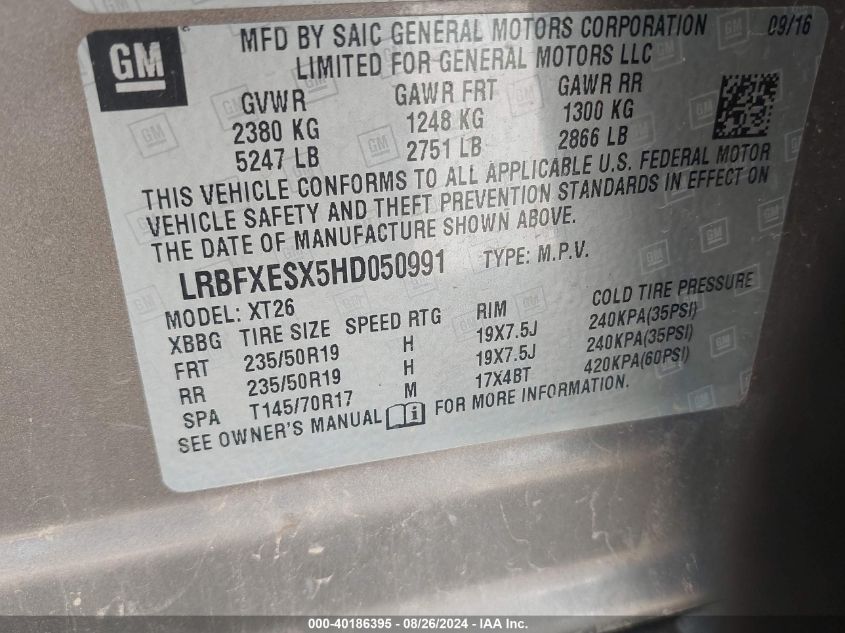 GM
MFD BY SAIC GENERAL MOTORS CORPORATION 09/16
LIMITED FOR GENERAL MOTORS LLC
GVWR GAWR FRT GAWR RR
2380 KG 1248 KG 1300 KG
5247 LB 2751 LB 2866 LB
THIS VEHICLE CONFORMS TO ALL APPLICABLE U.S. FEDERAL MOTOR
VEHICLE SAFETY AND THEFT PREVENTION STANDARDS IN EFFECT ON
THE DATE OF MANUFACTURE SHOWN ABOVE.
LRBFXESX5HD050991 TYPE: M.P.V.
MODEL: XT26
XBBG TIRE SIZE SPEED RTG RIM COLD TIRE PRESSURE
FRT 235/50R19 H 19X7.5J 240KPA(35PSI)
RR 235/50R19 H 19X7.5J 240KPA(35PSI)
SPA T145/70R17 M 17X4BT 420KPA(60PSI)
SEE OWNER'S MANUAL FOR MORE INFORMATION.
000-40186395 - 08/26/2024 - IAA Inc.